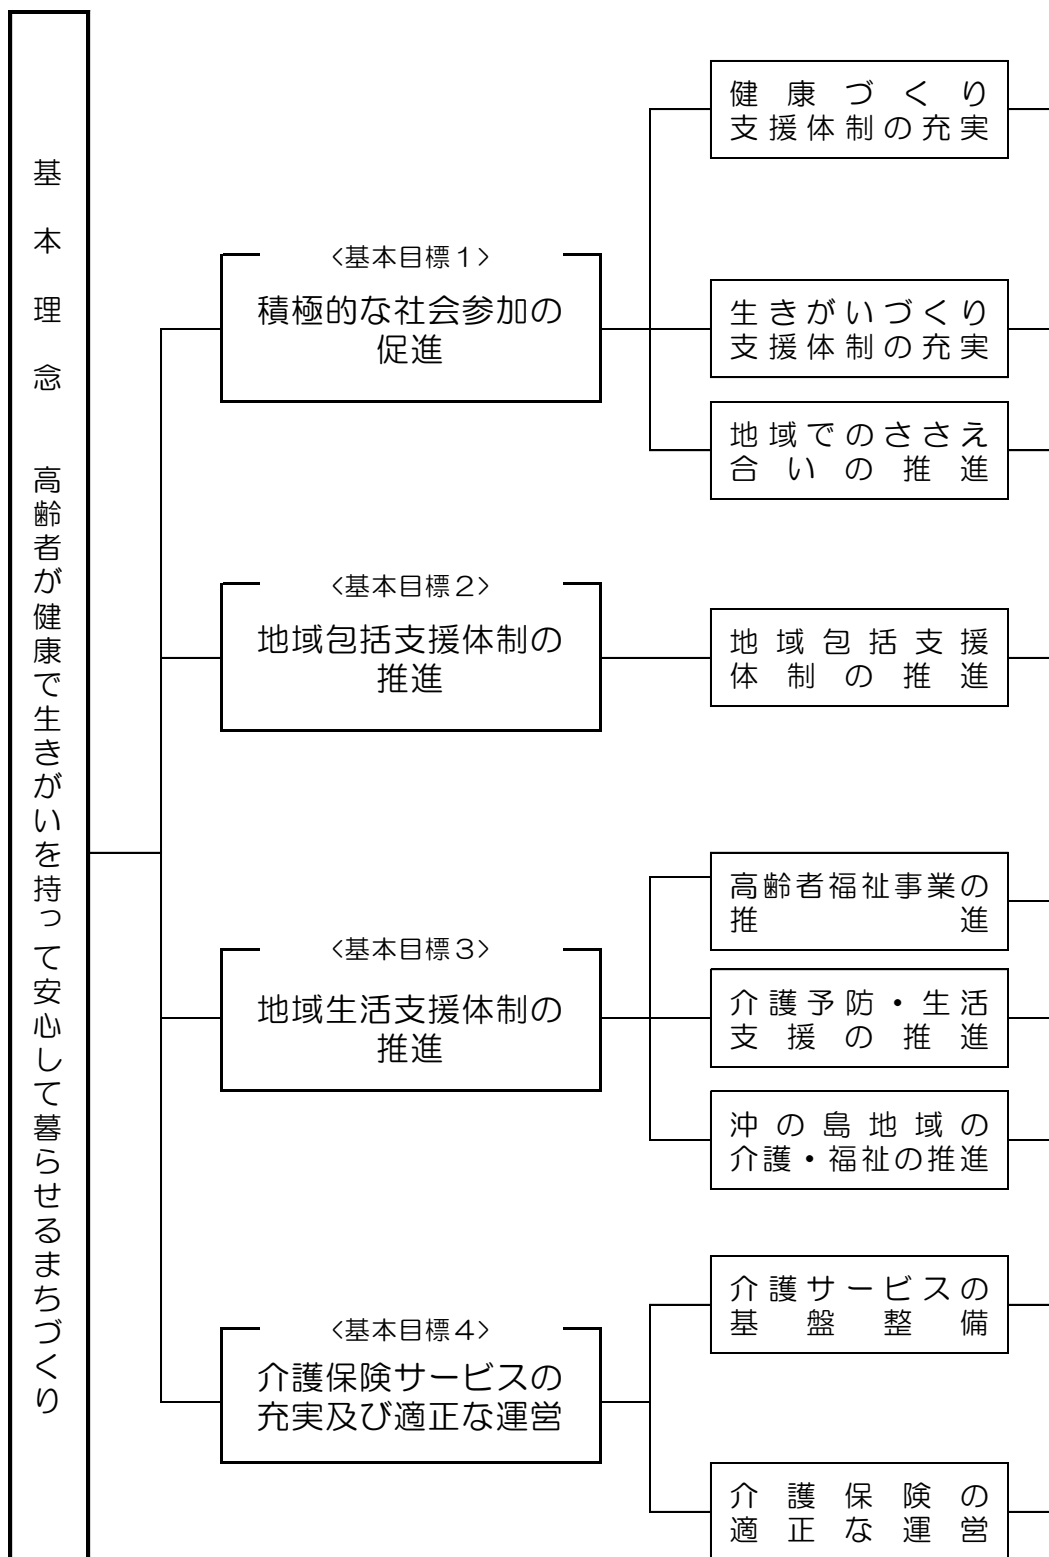 基本理念　高齢者が健康で生きがいを持って安心して暮らせるまちづくり
〈基本目標１〉
積極的な社会参加の
促進
健康づくり
支援体制の充実
生きがいづくり
支援体制の充実
地域でのささえ
合いの推進
〈基本目標２〉
地域包括支援体制の
推進
地域包括支援
体制の推進
〈基本目標３〉
地域生活支援体制の
推進
高齢者福祉事業の
推進
介護予防・生活
支援の推進
沖の島地域の
介護・福祉の推進
〈基本目標４〉
介護保険サービスの
充実及び適正な運営
介護サービスの
基盤整備
介護保険の
適正な運営